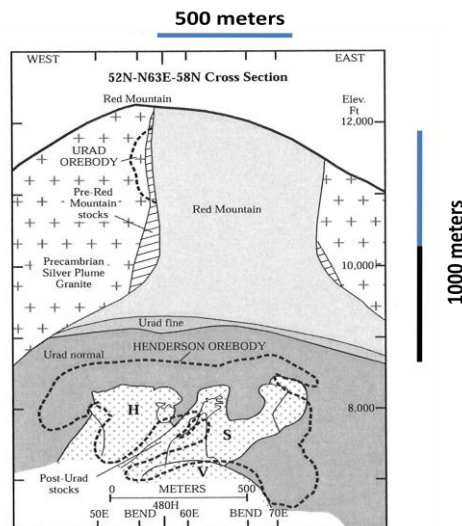 500 meters
WEST
EAST
52N-N63E-58N Cross Section
Red Mountain
Elev.
Ft
12,000
URAD
OREBODY
Pre-Red
Mountain
stocks
Red Mountain
Precambrian
Silver Plume
Granite
10,000
1000 meters
Urad fine
Urad normal
HENDERSON OREBODY
8,000
H
S
V
Post-Urad
stocks
0
METERS
500
480H
50E
BEND
60E
BEND
70E